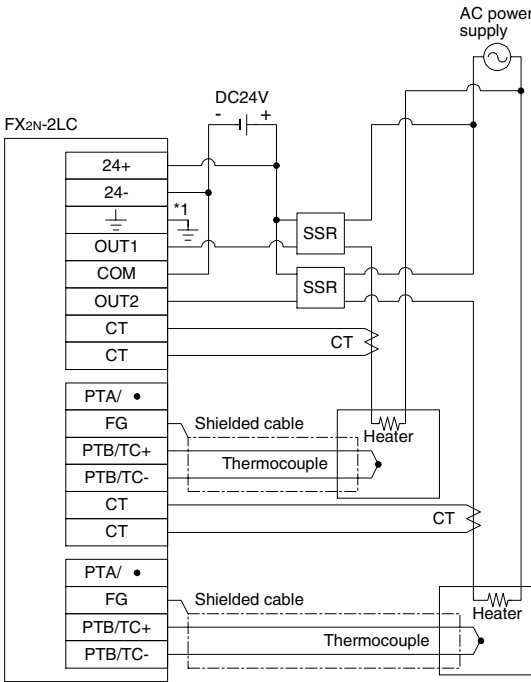 AC power
supply
DC24V
- +
FX2N-2LC
24+
24-
*1
OUT1
COM
OUT2
CT
CT
SSR
SSR
CT
PTA/ •
FG
PTB/TC+
PTB/TC-
CT
CT
Shielded cable
Thermocouple
Heater
CT
PTA/ •
FG
PTB/TC+
PTB/TC-
Shielded cable
Thermocouple
Heater